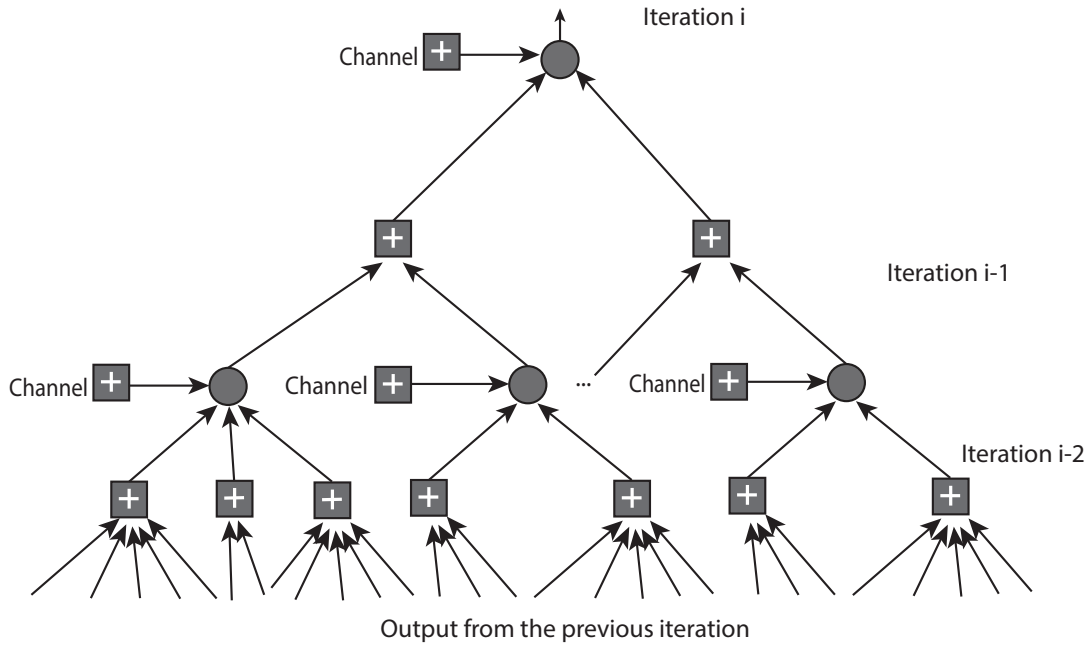 Iteration i
Channel +
+ +
Iteration i-1
Channel + Channel + ... Channel +
Iteration i-2
+ + + + + + +
Output from the previous iteration